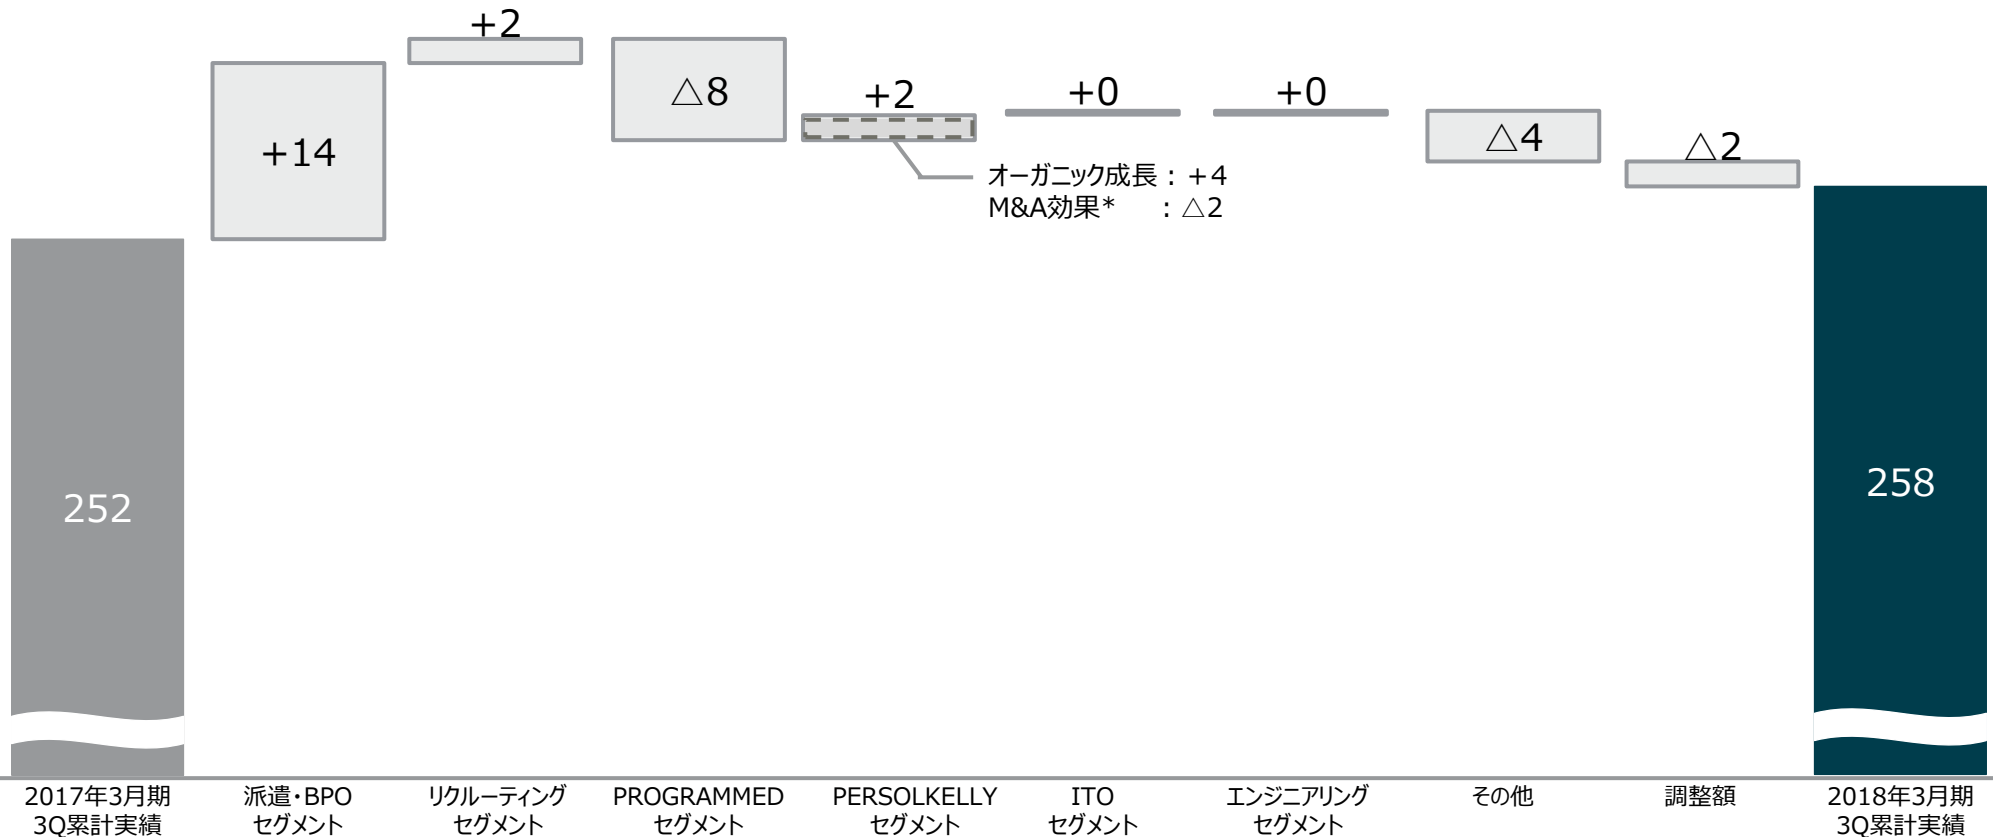 +2
+14
△8
+2
+0
+0
△4
△2
オーガニック成長：+4
M&A効果* ：△2
252
258
2017年3月期
3Q累計実績
派遣・BPO
セグメント
リクルーティング
セグメント
PROGRAMMED
セグメント
PERSOLKELLY
セグメント
ITO
セグメント
エンジニアリング
セグメント
その他
調整額
2018年3月期
3Q累計実績